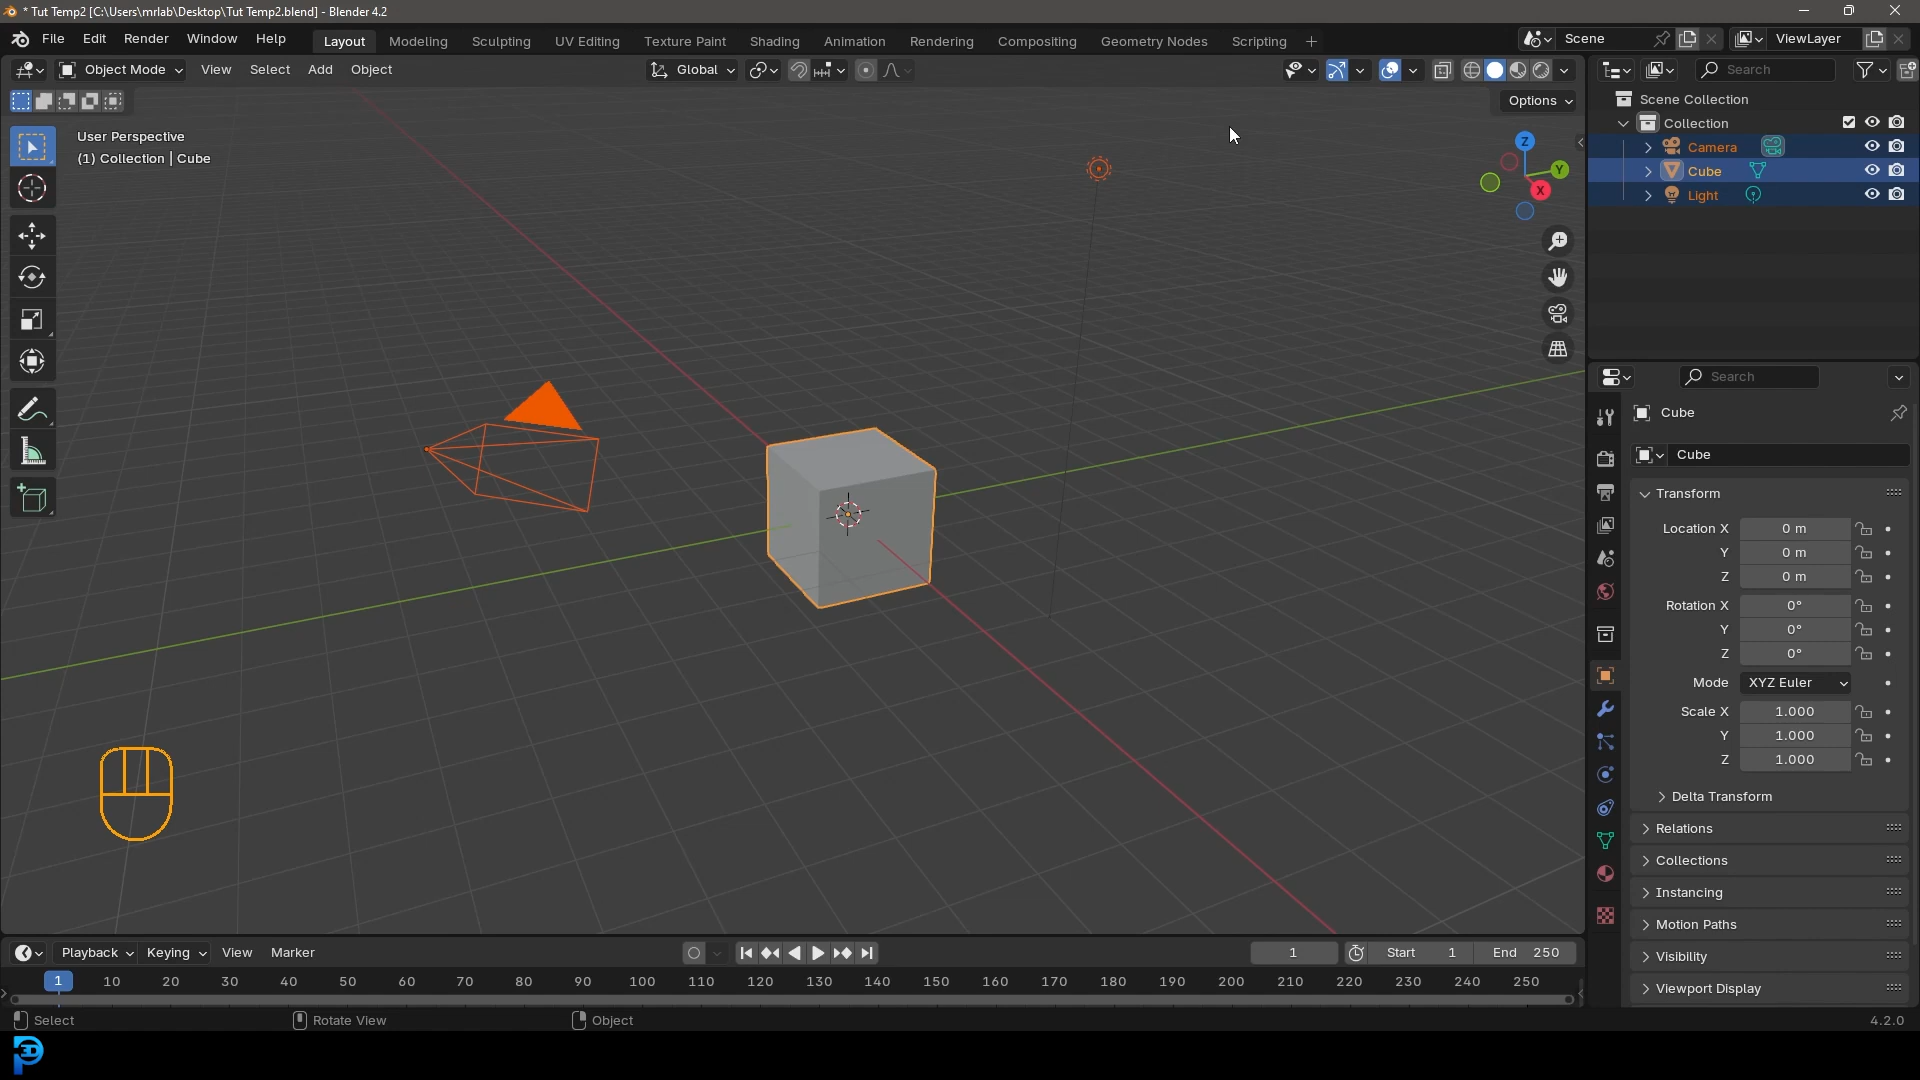 * Tut Temp2 [C:\Users\mrlab\Desktop\Tut Temp2.blend] - Blender 4.2
File Edit Render Window Help Layout Modeling Sculpting UV Editing Texture Paint Shading Animation Rendering Compositing Geometry Nodes Scripting + Scene ViewLayer
Object Mode View Select Add Object Global Search
Options
User Perspective
(1) Collection | Cube
Z
Y
X
Scene Collection
Collection
Camera
Cube
Light
Search
Cube
Cube
Transform
Location X 0 m
Y 0 m
Z 0 m
Rotation X 0°
Y 0°
Z 0°
Mode XYZ Euler
Scale X 1.000
Y 1.000
Z 1.000
Delta Transform
Relations
Collections
Instancing
Motion Paths
Visibility
Viewport Display
Playback Keying View Marker 1 Start 1 End 250
1 10 20 30 40 50 60 70 80 90 100 110 120 130 140 150 160 170 180 190 200 210 220 230 240 250
Select Rotate View Object 4.2.0
P3D